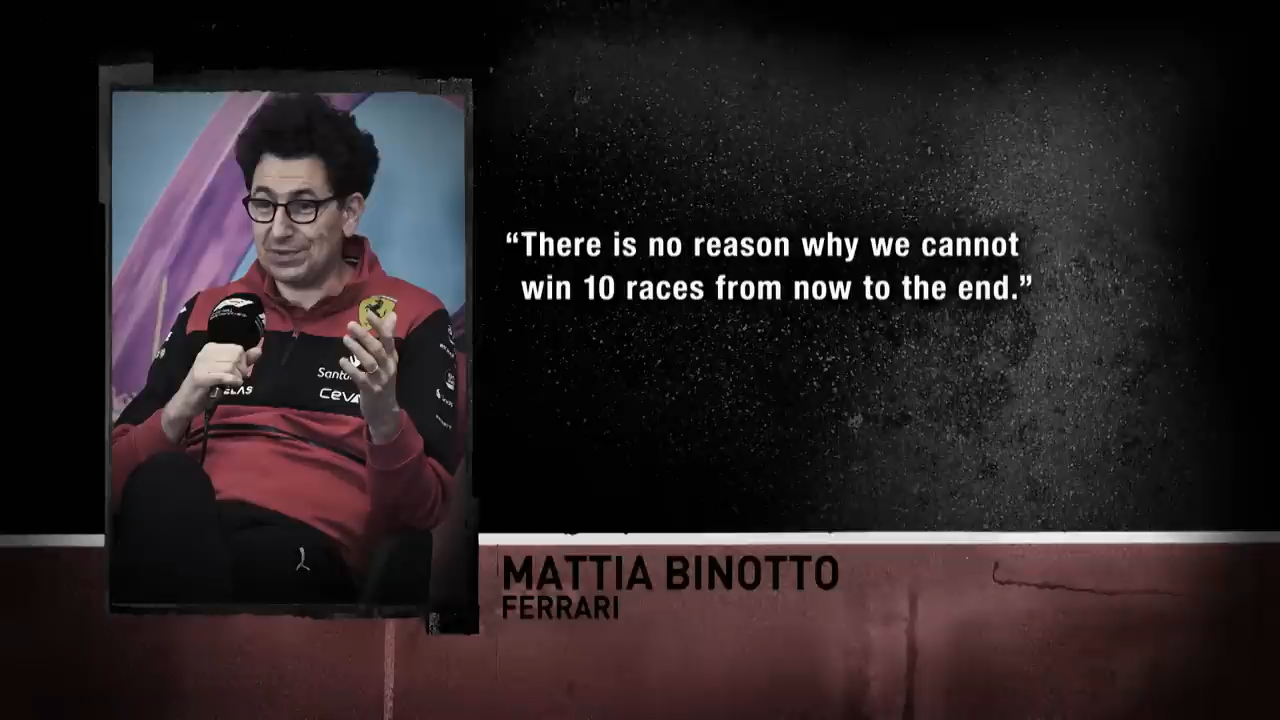 “There is no reason why we cannot
win 10 races from now to the end.”
MATTIA BINOTTO
FERRARI